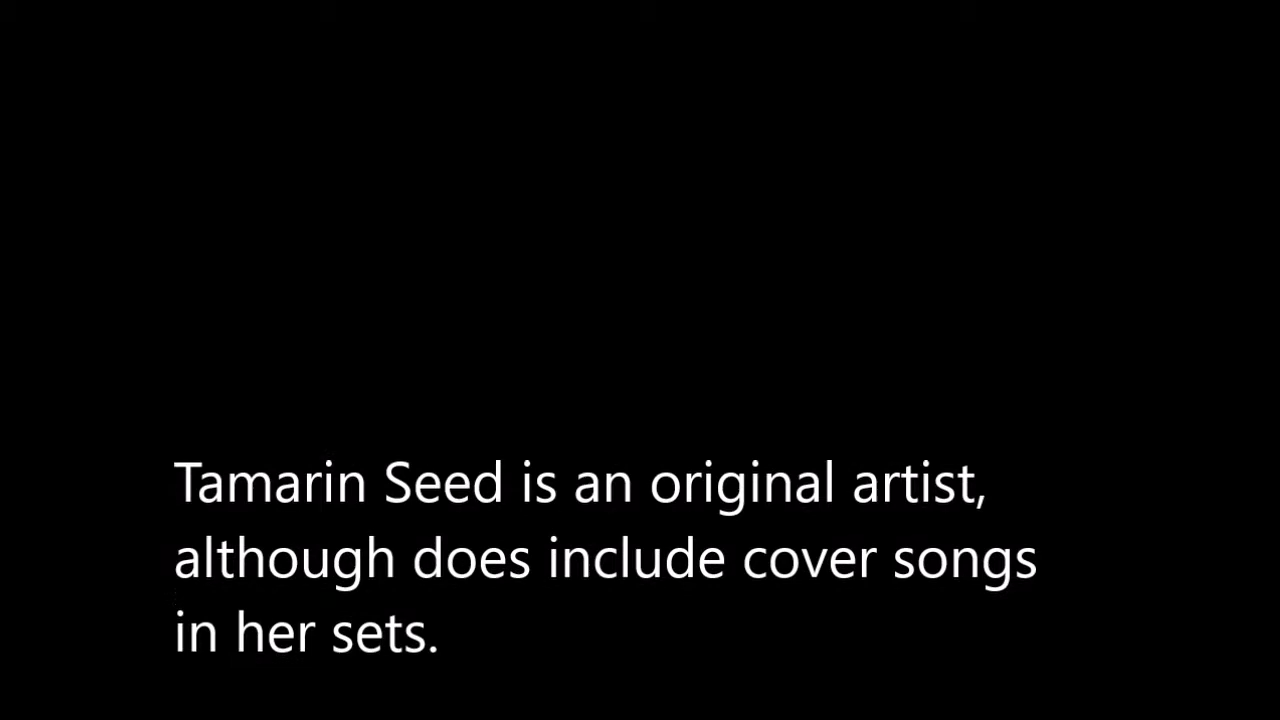 Tamarin Seed is an original artist,
although does include cover songs
in her sets.